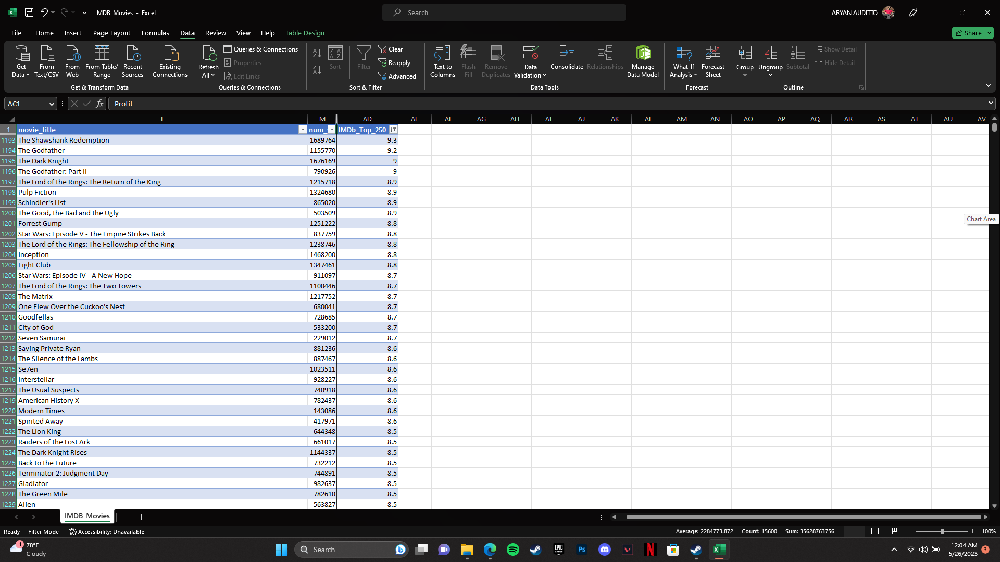 IMDB_Movies - Excel
Search
ARYAN AUDITTO
File Home Insert Page Layout Formulas Data Review View Help Table Design
Share
Get Data
From Text/CSV
From Web
From Table/ Range
Recent Sources
Existing Connections
Get & Transform Data
Refresh All
Queries & Connections
Properties
Edit Links
Queries & Connections
Sort
Filter
Clear
Reapply
Advanced
Sort & Filter
Text to Columns
Flash Fill
Remove Duplicates
Data Validation
Consolidate
Relationships
Manage Data Model
Data Tools
What-If Analysis
Forecast Sheet
Forecast
Group
Ungroup
Subtotal
Show Detail
Hide Detail
Outline
AC1 fx Profit
L M AD AE AF AG AH AI AJ AK AL AM AN AO AP AQ AR AS AT AU AV
1 movie_title num_ IMDb_Top_250
1193 The Shawshank Redemption 1689764 9.3
1194 The Godfather 1155770 9.2
1195 The Dark Knight 1676169 9
1196 The Godfather: Part II 790926 9
1197 The Lord of the Rings: The Return of the King 1215718 8.9
1198 Pulp Fiction 1324680 8.9
1199 Schindler's List 865020 8.9
1200 The Good, the Bad and the Ugly 503509 8.9
1201 Forrest Gump 1251222 8.8
Chart Area
1202 Star Wars: Episode V - The Empire Strikes Back 837759 8.8
1203 The Lord of the Rings: The Fellowship of the Ring 1238746 8.8
1204 Inception 1468200 8.8
1205 Fight Club 1347461 8.8
1206 Star Wars: Episode IV - A New Hope 911097 8.7
1207 The Lord of the Rings: The Two Towers 1100446 8.7
1208 The Matrix 1217752 8.7
1209 One Flew Over the Cuckoo's Nest 680041 8.7
1210 Goodfellas 728685 8.7
1211 City of God 533200 8.7
1212 Seven Samurai 229012 8.7
1213 Saving Private Ryan 881236 8.6
1214 The Silence of the Lambs 887467 8.6
1215 Se7en 1023511 8.6
1216 Interstellar 928227 8.6
1217 The Usual Suspects 740918 8.6
1219 American History X 782437 8.6
1220 Modern Times 143086 8.6
1221 Spirited Away 417971 8.6
1222 The Lion King 644348 8.5
1223 Raiders of the Lost Ark 661017 8.5
1224 The Dark Knight Rises 1144337 8.5
1225 Back to the Future 732212 8.5
1226 Terminator 2: Judgment Day 744891 8.5
1227 Gladiator 982637 8.5
1228 The Green Mile 782610 8.5
1229 Alien 563827 8.5
IMDB_Movies
Ready Filter Mode Accessibility: Unavailable Average: 2284773.872 Count: 15600 Sum: 35628763756 100%
1 78°F
Cloudy
Search
EPIC GAMES
Ps
12:04 AM
5/26/2023
3